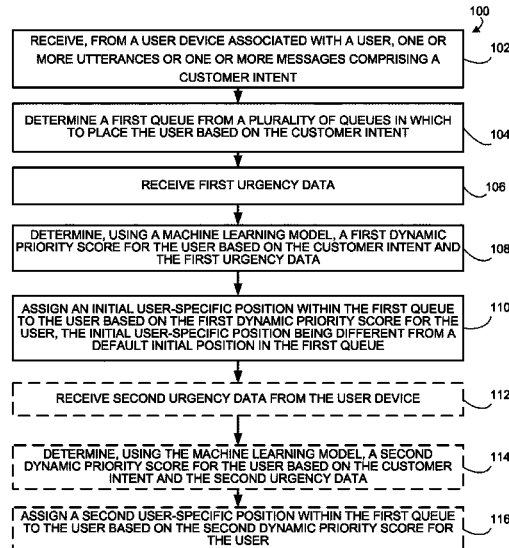 100
RECEIVE, FROM A USER DEVICE ASSOCIATED WITH A USER, ONE OR
MORE UTTERANCES OR ONE OR MORE MESSAGES COMPRISING A
CUSTOMER INTENT
102
DETERMINE A FIRST QUEUE FROM A PLURALITY OF QUEUES IN WHICH
TO PLACE THE USER BASED ON THE CUSTOMER INTENT
104
RECEIVE FIRST URGENCY DATA
106
DETERMINE, USING A MACHINE LEARNING MODEL, A FIRST DYNAMIC
PRIORITY SCORE FOR THE USER BASED ON THE CUSTOMER INTENT AND
THE FIRST URGENCY DATA
108
ASSIGN AN INITIAL USER-SPECIFIC POSITION WITHIN THE FIRST QUEUE
TO THE USER BASED ON THE FIRST DYNAMIC PRIORITY SCORE FOR THE
USER, THE INITIAL USER-SPECIFIC POSITION BEING DIFFERENT FROM A
DEFAULT INITIAL POSITION IN THE FIRST QUEUE
110
RECEIVE SECOND URGENCY DATA FROM THE USER DEVICE
112
DETERMINE, USING THE MACHINE LEARNING MODEL, A SECOND
DYNAMIC PRIORITY SCORE FOR THE USER BASED ON THE CUSTOMER
INTENT AND THE SECOND URGENCY DATA
114
ASSIGN A SECOND USER-SPECIFIC POSITION WITHIN THE FIRST QUEUE
TO THE USER BASED ON THE SECOND DYNAMIC PRIORITY SCORE FOR
THE USER
116